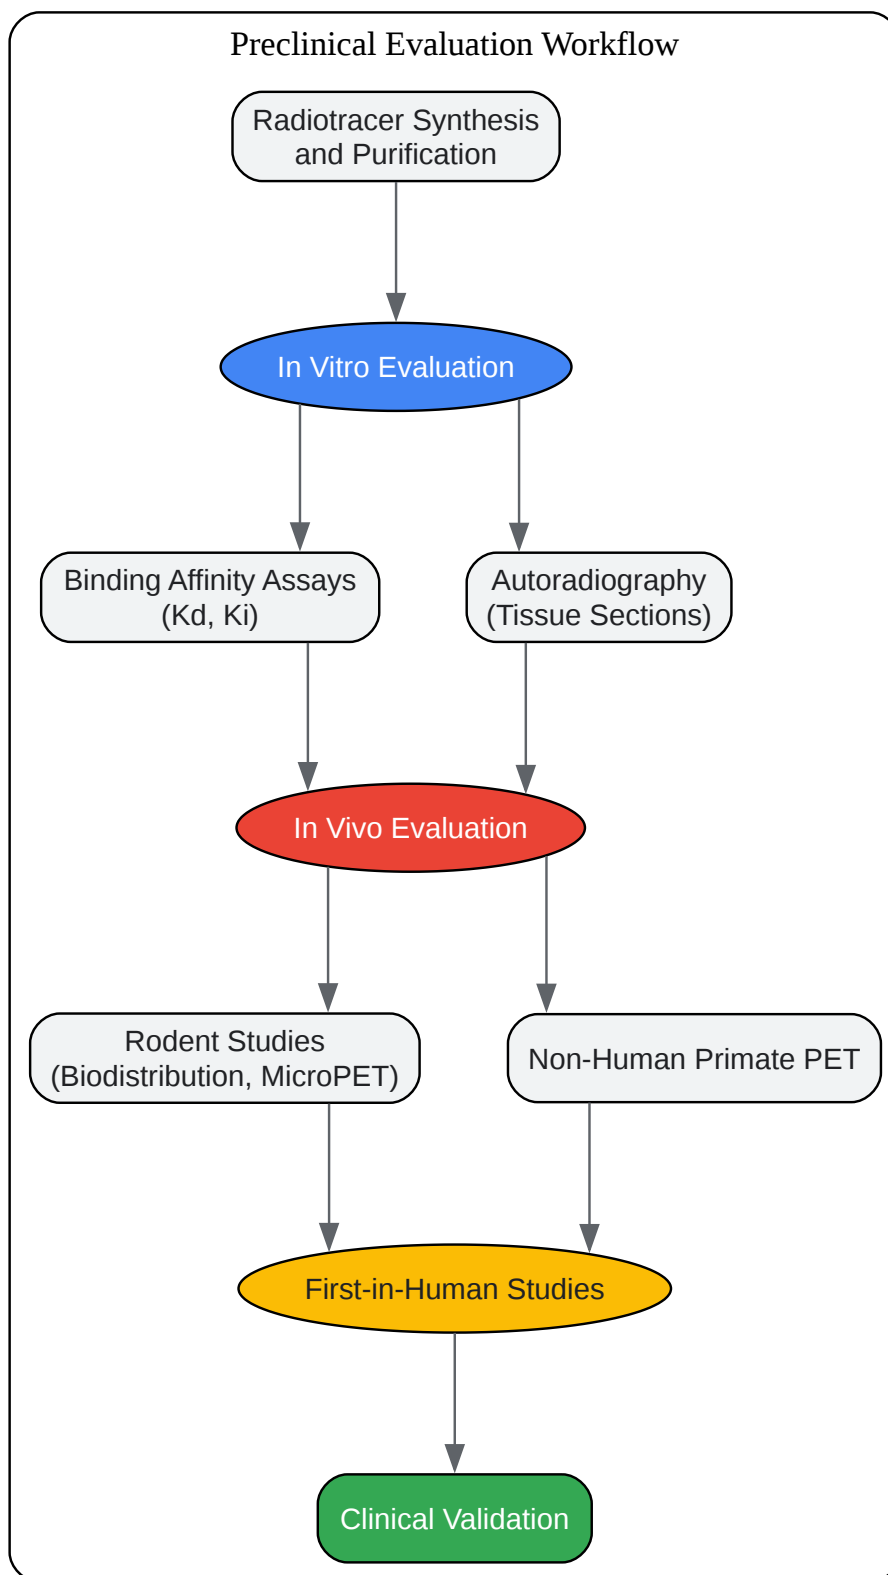 Preclinical Evaluation Workflow
Radiotracer Synthesis
and Purification
In Vitro Evaluation
Binding Affinity Assays
(Kd, Ki)
Autoradiography
(Tissue Sections)
In Vivo Evaluation
Rodent Studies
(Biodistribution, MicroPET)
Non-Human Primate PET
First-in-Human Studies
Clinical Validation